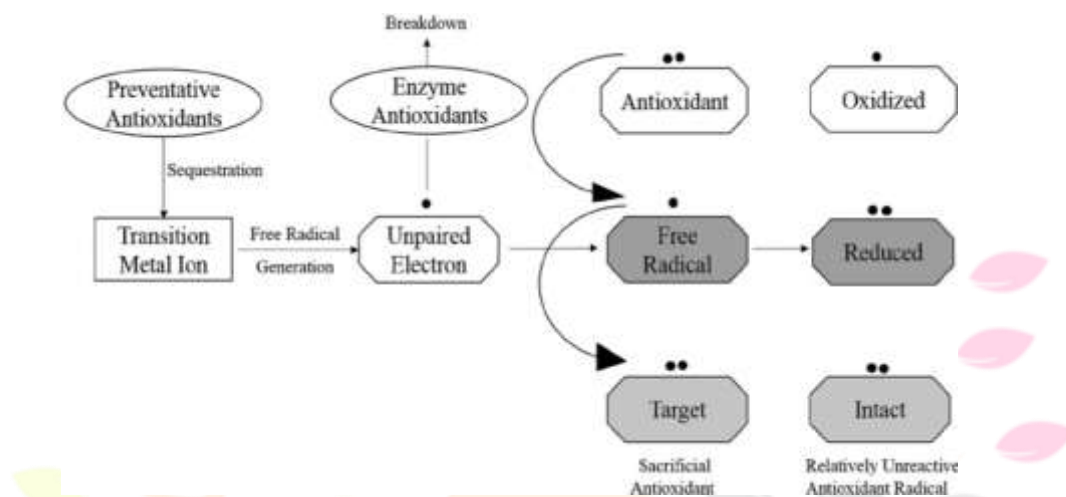 Breakdown
Preventative
Antioxidants
Enzyme
Antioxidants
Antioxidant
Oxidized
Sequestration
Transition
Metal Ion
Free Radical
Generation
Unpaired
Electron
Free
Radical
Reduced
Target
Intact
Sacrificial
Antioxidant
Relatively Unreactive
Antioxidant Radical